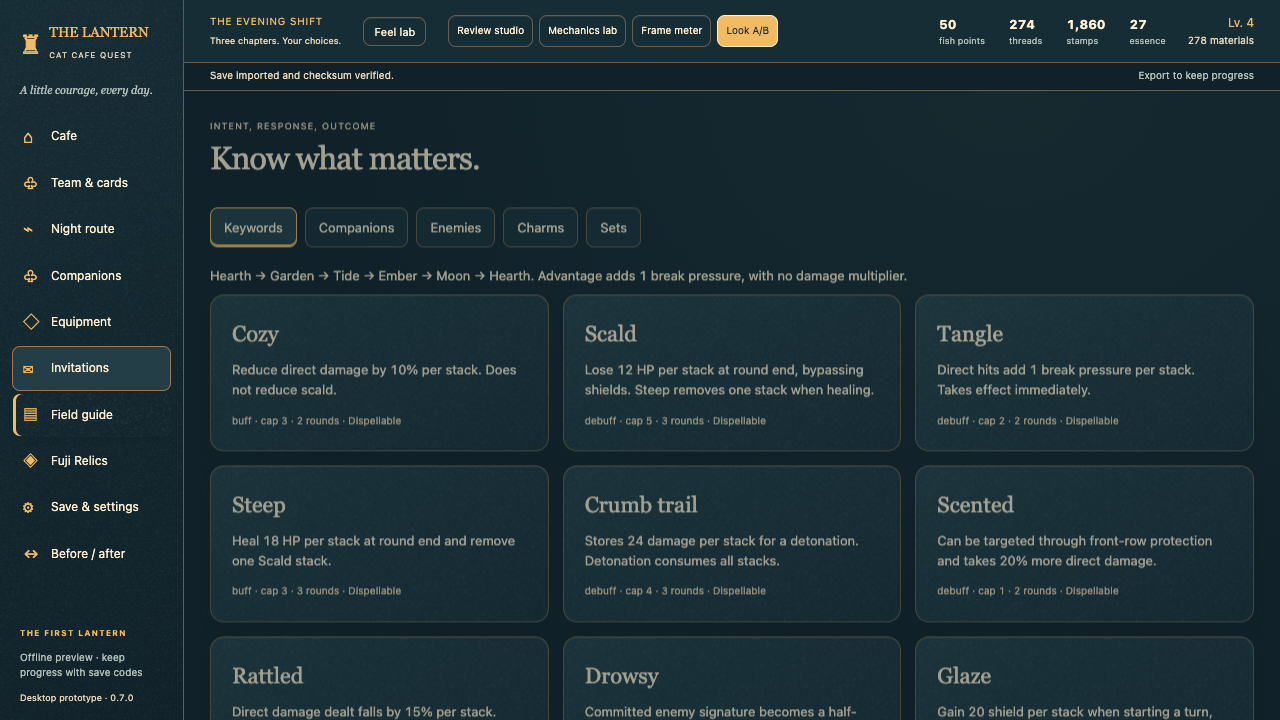 THE LANTERN
CAT CAFE QUEST
A little courage, every day.
Cafe
Team & cards
Night route
Companions
Equipment
Invitations
Field guide
Fuji Relics
Save & settings
Before / after
THE FIRST LANTERN
Offline preview · keep
progress with save codes
Desktop prototype · 0.7.0
THE EVENING SHIFT
Three chapters. Your choices.
Feel lab
Review studio
Mechanics lab
Frame meter
Look A/B
50
fish points
274
threads
1,860
stamps
27
essence
Lv. 4
278 materials
Save imported and checksum verified.
Export to keep progress
INTENT, RESPONSE, OUTCOME
Know what matters.
Keywords
Companions
Enemies
Charms
Sets
Hearth → Garden → Tide → Ember → Moon → Hearth. Advantage adds 1 break pressure, with no damage multiplier.
Cozy
Reduce direct damage by 10% per stack. Does
not reduce scald.
buff · cap 3 · 2 rounds · Dispellable
Scald
Lose 12 HP per stack at round end, bypassing
shields. Steep removes one stack when healing.
debuff · cap 5 · 3 rounds · Dispellable
Tangle
Direct hits add 1 break pressure per stack.
Takes effect immediately.
debuff · cap 2 · 2 rounds · Dispellable
Steep
Heal 18 HP per stack at round end and remove
one Scald stack.
buff · cap 3 · 3 rounds · Dispellable
Crumb trail
Stores 24 damage per stack for a detonation.
Detonation consumes all stacks.
debuff · cap 4 · 3 rounds · Dispellable
Scented
Can be targeted through front-row protection
and takes 20% more direct damage.
debuff · cap 1 · 2 rounds · Dispellable
Rattled
Direct damage dealt falls by 15% per stack.
Drowsy
Committed enemy signature becomes a half-
Glaze
Gain 20 shield per stack when starting a turn,